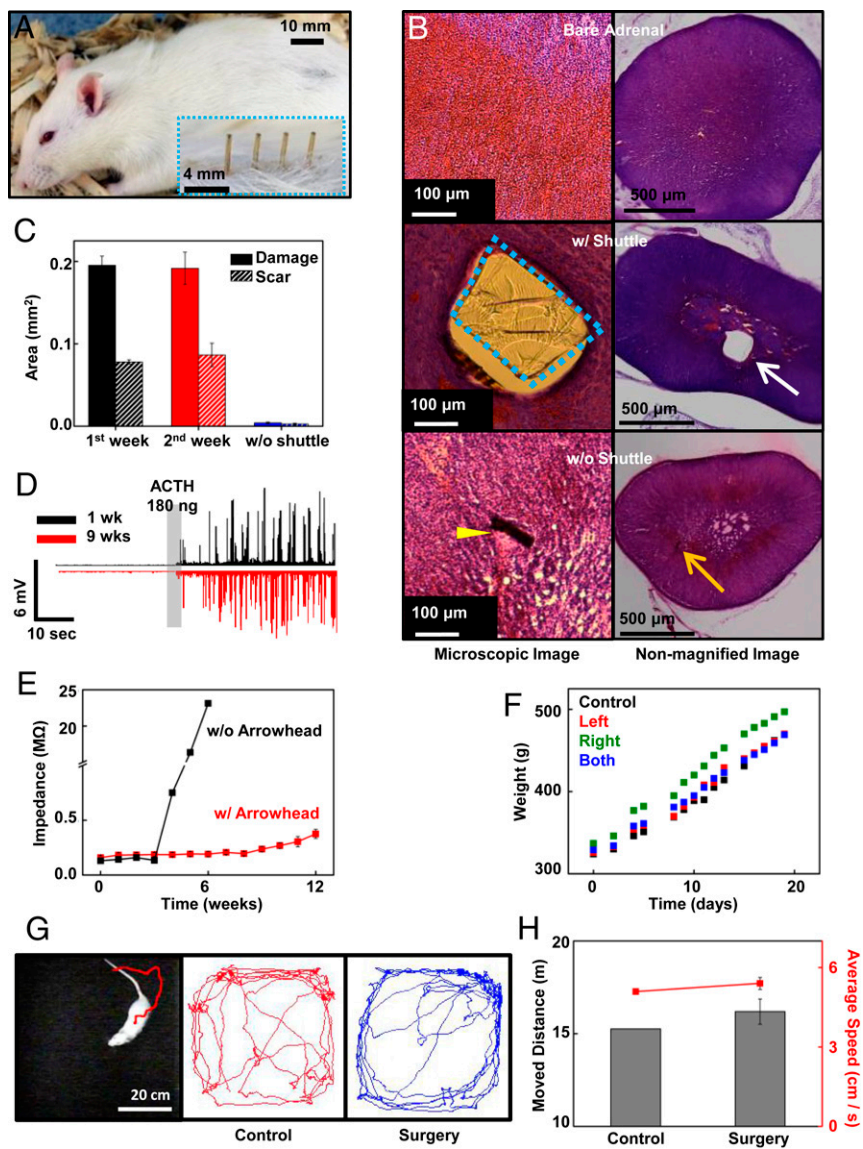 A
10 mm
4 mm
B
Bare Adrenal
100 µm
500 µm
w/ Shuttle
100 µm
500 µm
w/o Shuttle
100 µm
500 µm
Microscopic Image
Non-magnified Image
C
Area (mm²)
0.2
0.1
0.0
Damage
Scar
1st week
2nd week
w/o shuttle
D
1 wk
9 wks
ACTH
180 ng
6 mV
10 sec
E
Impedance (MΩ)
25
20
0.5
0.0
w/o Arrowhead
w/ Arrowhead
0
6
12
Time (weeks)
F
Weight (g)
500
400
300
Control
Left
Right
Both
0
10
20
Time (days)
G
20 cm
Control
Surgery
H
Moved Distance (m)
20
15
10
Control
Surgery
6
3
0
Average Speed (cm / s)